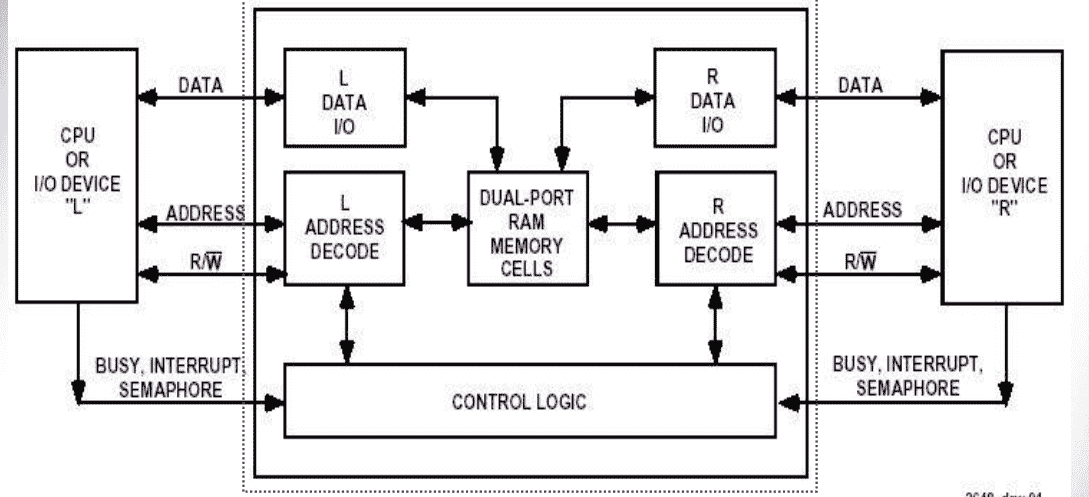 CPU
OR
I/O DEVICE
"L"
DATA
ADDRESS
R/W̅
BUSY, INTERRUPT,
SEMAPHORE
L
DATA
I/O
L
ADDRESS
DECODE
DUAL-PORT
RAM
MEMORY
CELLS
R
DATA
I/O
R
ADDRESS
DECODE
CONTROL LOGIC
DATA
ADDRESS
R/W̅
BUSY, INTERRUPT,
SEMAPHORE
CPU
OR
I/O DEVICE
"R"